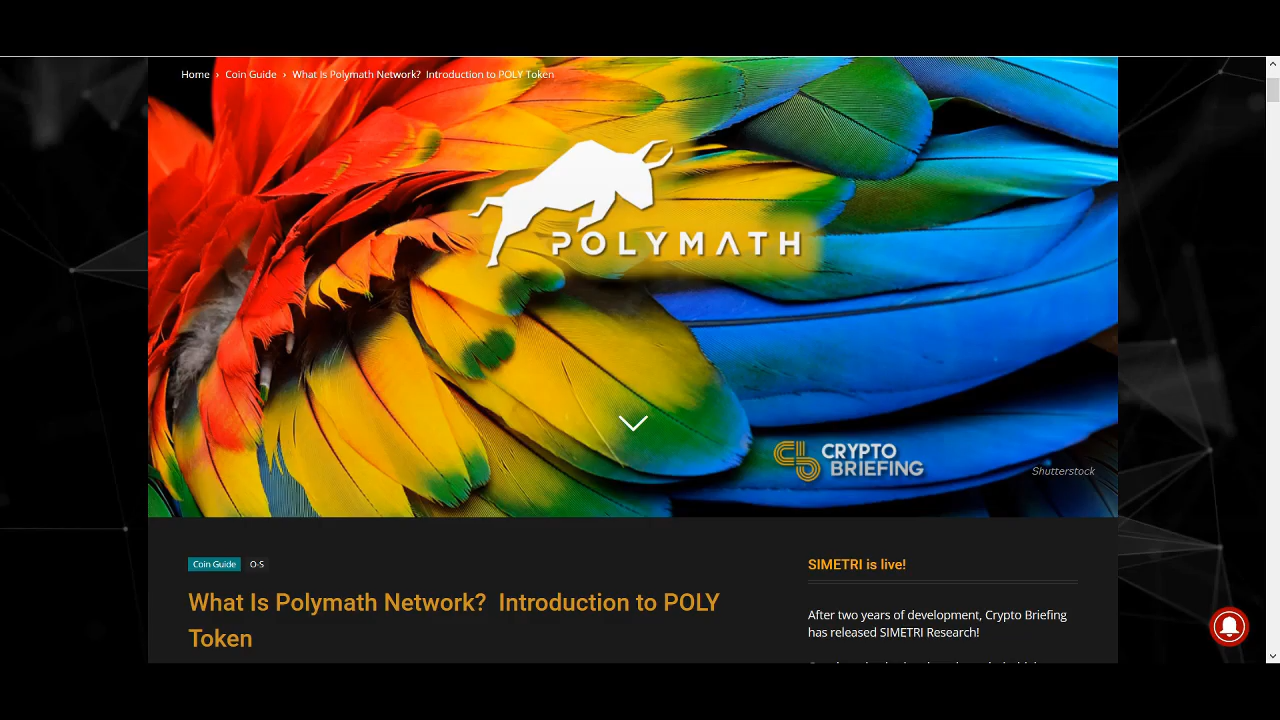 Home › Coin Guide › What Is Polymath Network? Introduction to POLY Token
POLYMATH
CRYPTO
BRIEFING
Shutterstock
Coin Guide O-S
What Is Polymath Network? Introduction to POLY
Token
SIMETRI is live!
After two years of development, Crypto Briefing
has released SIMETRI Research!